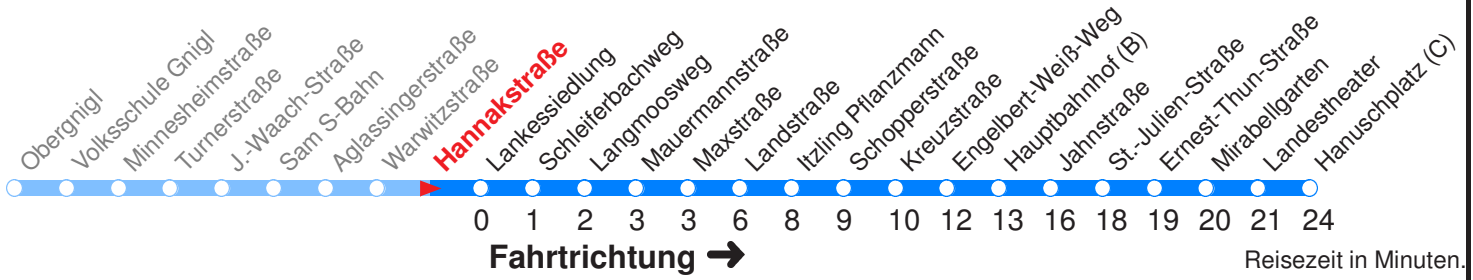 Obergnigl
Volksschule Gnigl
Minnesheimstraße
Turnerstraße
J.-Waach-Straße
Sam S-Bahn
Aglassingerstraße
Warwitzstraße
Hannakstraße
Lankessiedlung
Schleiferbachweg
Langmoosweg
Mauermannstraße
Maxstraße
Landstraße
Itzling Pflanzmann
Schopperstraße
Kreuzstraße
Engelbert-Weiß-Weg
Hauptbahnhof (B)
Jahnstraße
St.-Julien-Straße
Ernest-Thun-Straße
Mirabellgarten
Landestheater
Hanuschplatz (C)
0 1 2 3 3 6 8 9 10 12 13 16 18 19 20 21 24
Fahrtrichtung ➜
Reisezeit in Minuten.